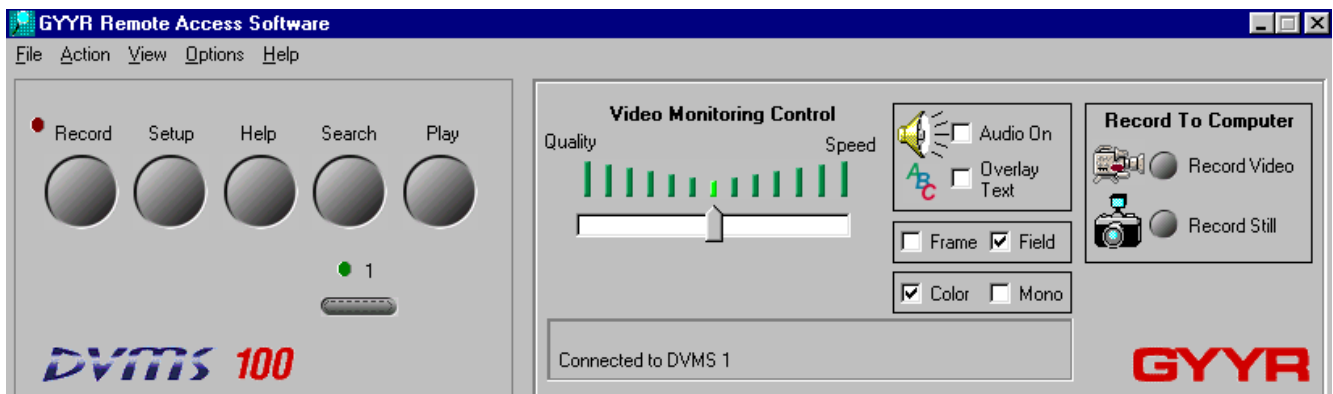 GYYR Remote Access Software
File Action View Options Help
Record Setup Help Search Play
1
DVMS 100
Video Monitoring Control
Quality Speed
Audio On
ABC Overlay Text
Frame Field
Color Mono
Connected to DVMS 1
Record To Computer
Record Video
Record Still
GYYR